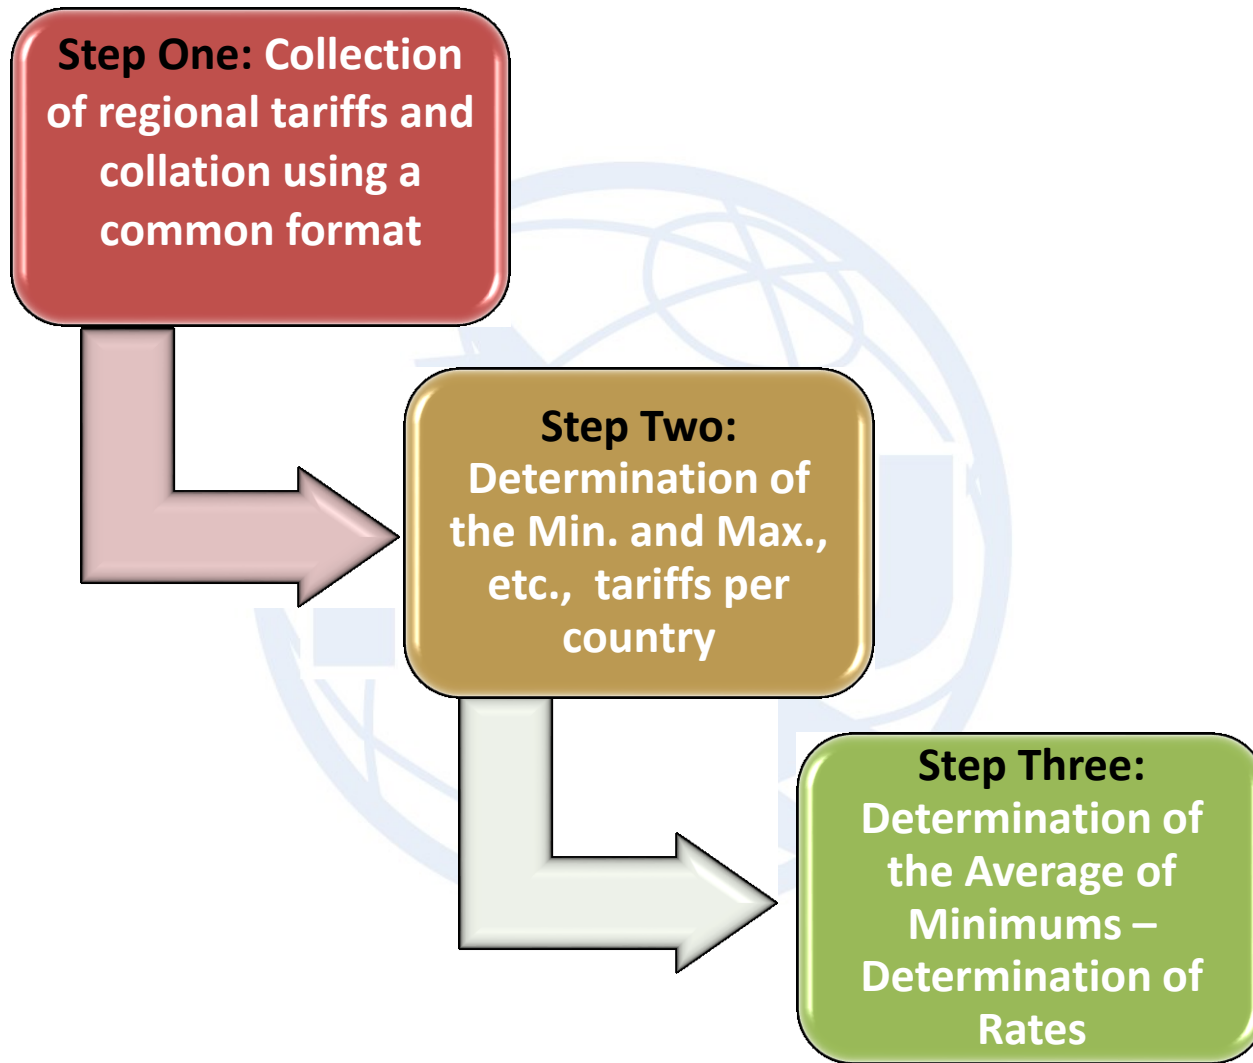 Step One: Collection
of regional tariffs and
collation using a
common format
Step Two:
Determination of
the Min. and Max.,
etc.,  tariffs per
country
Step Three:
Determination of
the Average of
Minimums –
Determination of
Rates